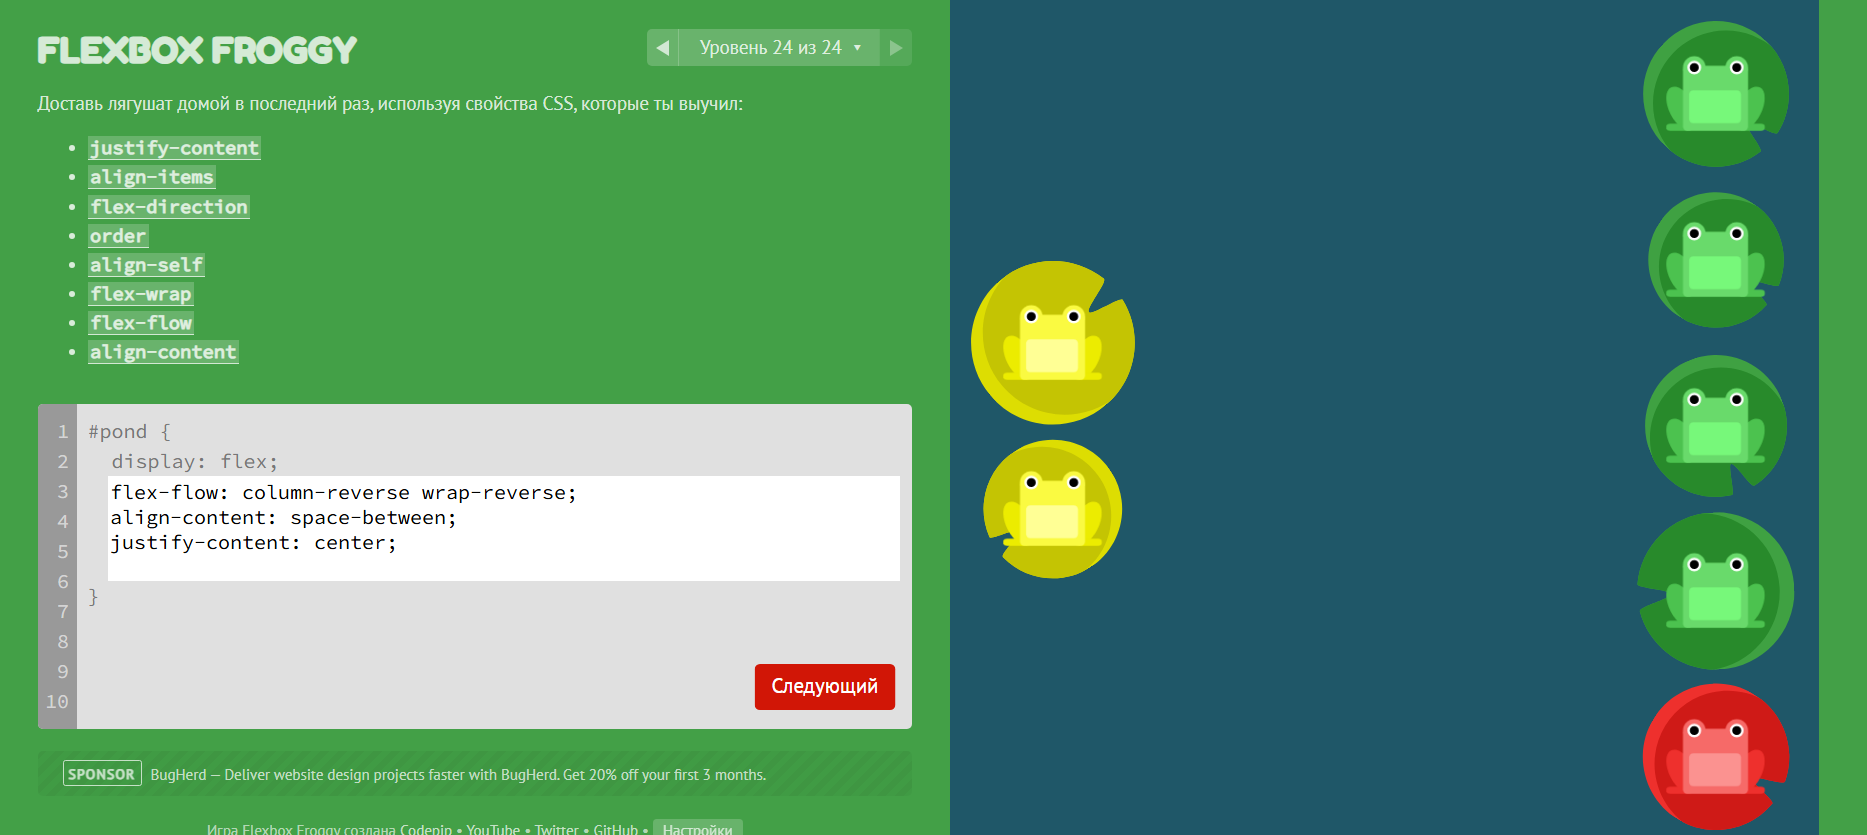 FLEXBOX FROGGY
◀ Уровень 24 из 24 ▼ ▶
Доставь лягушат домой в последний раз, используя свойства CSS, которые ты выучил:
• justify-content
• align-items
• flex-direction
• order
• align-self
• flex-wrap
• flex-flow
• align-content
1 #pond {
2 display: flex;
3 flex-flow: column-reverse wrap-reverse;
4 align-content: space-between;
5 justify-content: center;
6 }
7
8
9
10
Следующий
SPONSOR BugHerd — Deliver website design projects faster with BugHerd. Get 20% off your first 3 months.
Игра Flexbox Froggy создана Codepip • YouTube • Twitter • GitHub • Настройки